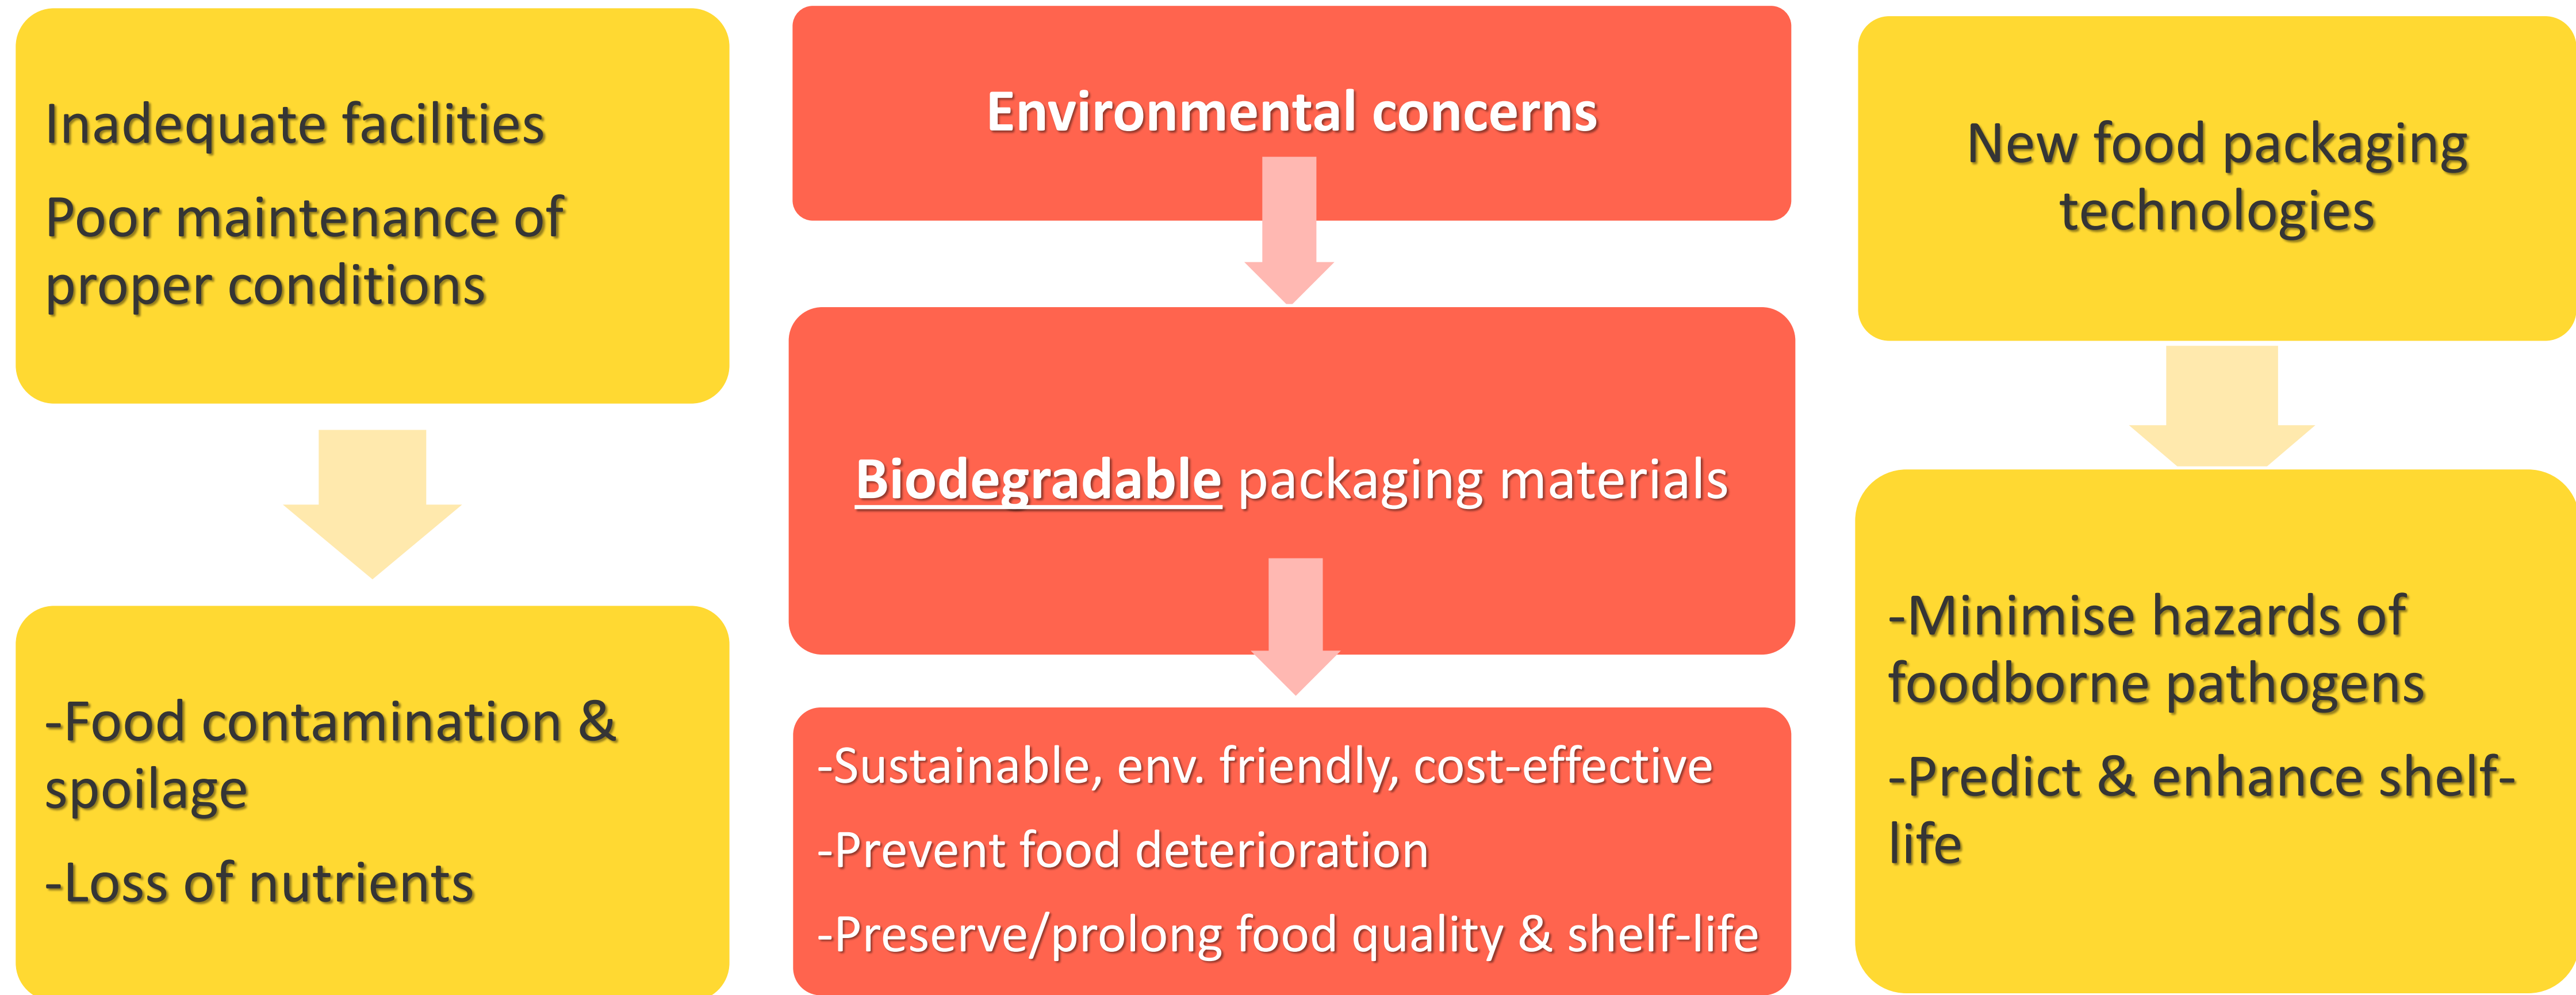 Inadequate facilities
Poor maintenance of
proper conditions
-Food contamination &
spoilage
-Loss of nutrients
Environmental concerns
Biodegradable packaging materials
-Sustainable, env. friendly, cost-effective
-Prevent food deterioration
-Preserve/prolong food quality & shelf-life
New food packaging
technologies
-Minimise hazards of
foodborne pathogens
-Predict & enhance shelf-
life